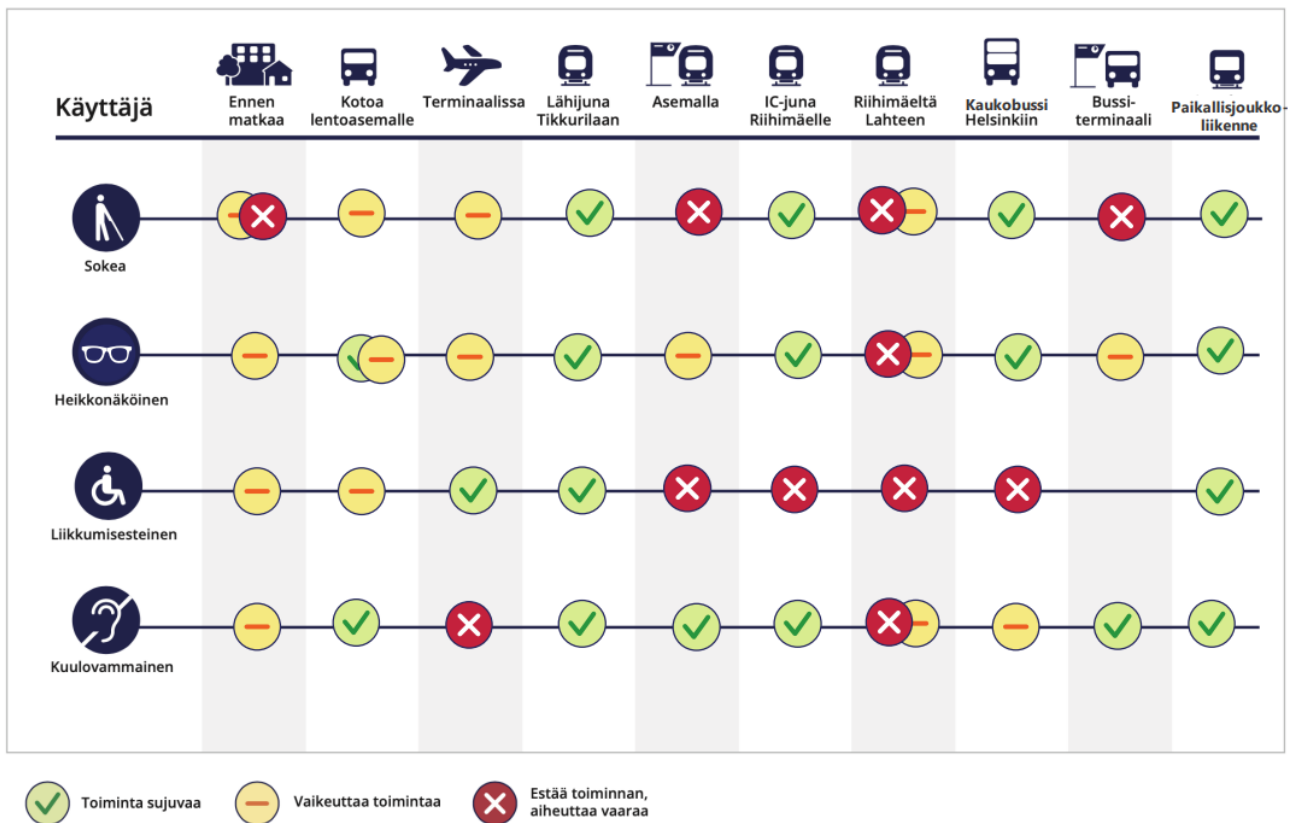 Käyttäjä
Ennen
matkaa
Kotoa
lentoasemalle
Terminaalissa
Lähijuna
Tikkurilaan
Asemalla
IC-juna
Riihimäelle
Riihimäeltä
Lahteen
Kaukobussi
Helsinkiin
Bussi-
terminaali
Paikallisjoukko-
liikenne
Sokea
Heikkonäköinen
Liikkumisesteinen
Kuulovammainen
Toiminta sujuvaa
Vaikeuttaa toimintaa
Estää toiminnan,
aiheuttaa vaaraa